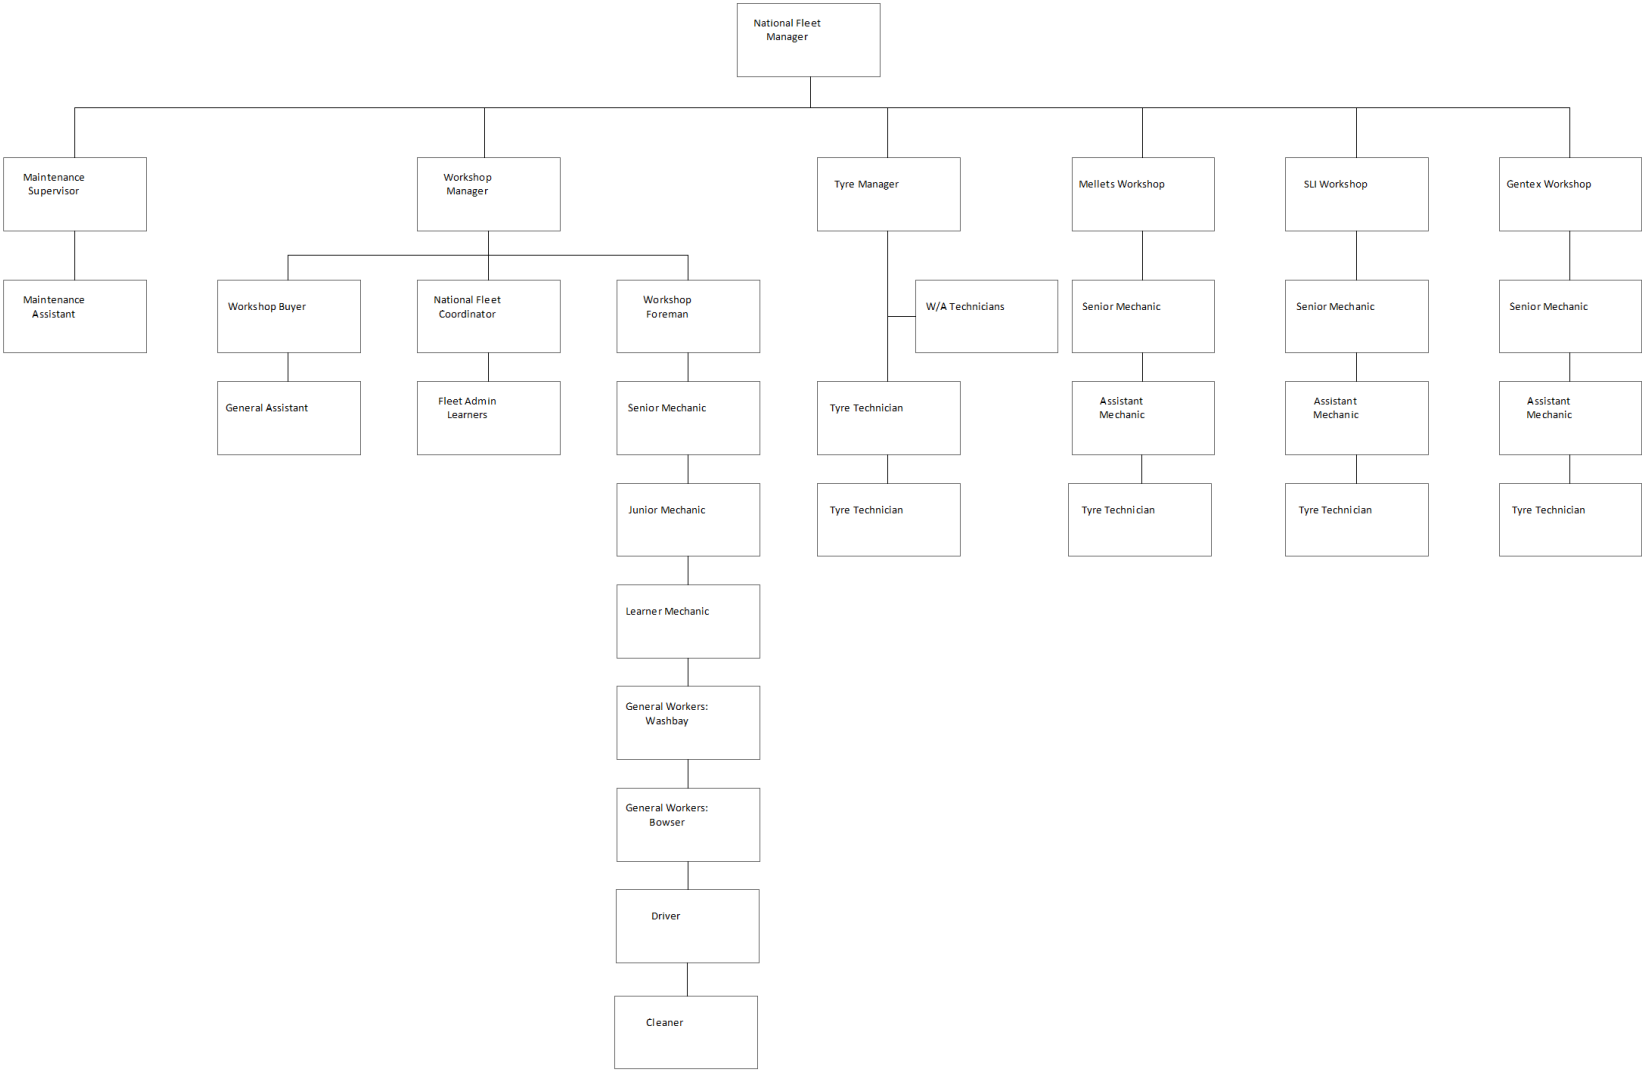 National Fleet
Manager
Maintenance
Supervisor
Workshop
Manager
Tyre Manager
Mellets Workshop
SLI Workshop
Gentex Workshop
Maintenance
Assistant
Workshop Buyer
National Fleet
Coordinator
Workshop
Foreman
W/A Technicians
Senior Mechanic
Senior Mechanic
Senior Mechanic
General Assistant
Fleet Admin
Learners
Senior Mechanic
Tyre Technician
Assistant
Mechanic
Assistant
Mechanic
Assistant
Mechanic
Junior Mechanic
Tyre Technician
Tyre Technician
Tyre Technician
Tyre Technician
Learner Mechanic
General Workers:
Washbay
General Workers:
Bowser
Driver
Cleaner